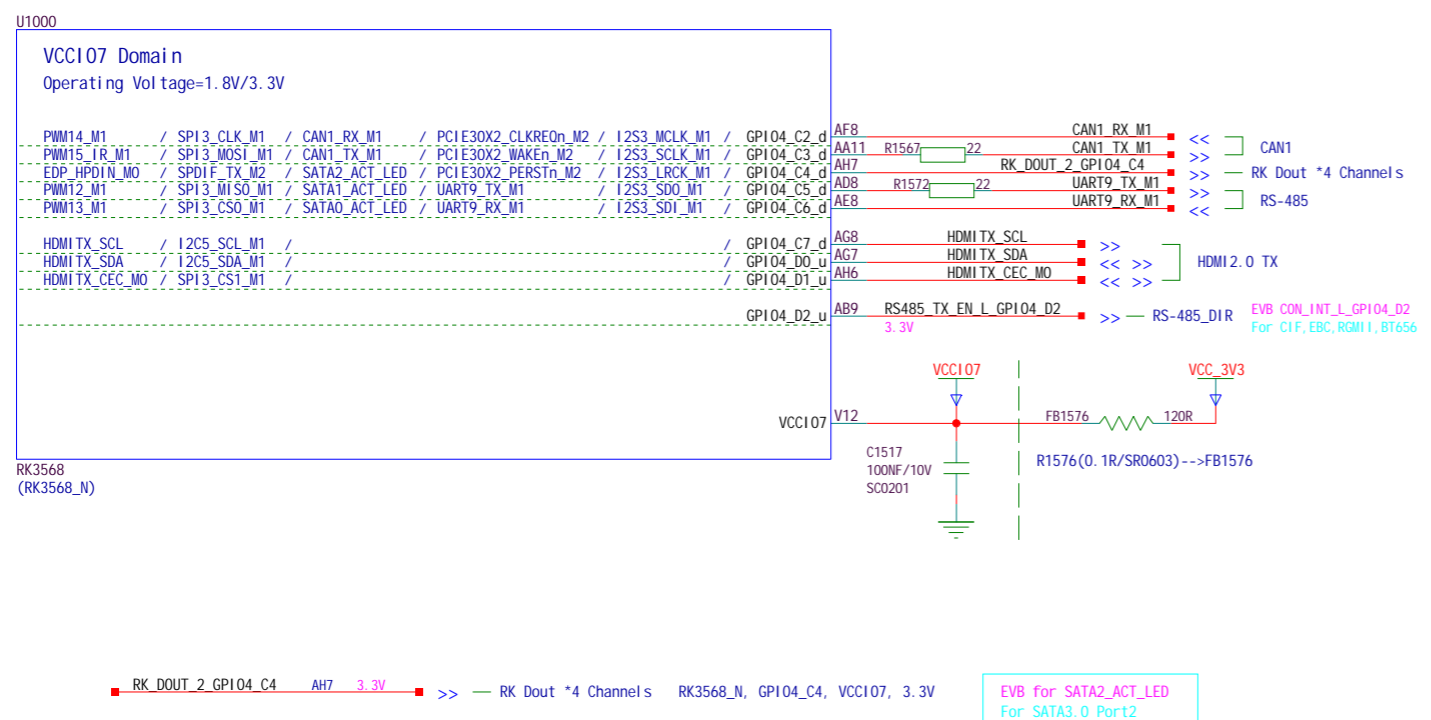 U1000
VCCIO7 Domain
Operating Voltage=1.8V/3.3V
PWM14_M1 / SPI3_CLK_M1 / CAN1_RX_M1 / PCIE30X2_CLKREQn_M2 / I2S3_MCLK_M1 / GPIO4_C2_d AF8 CAN1_RX_M1 <<
PWM15_IR_M1 / SPI3_MOSI_M1 / CAN1_TX_M1 / PCIE30X2_WAKEn_M2 / I2S3_SCLK_M1 / GPIO4_C3_d AA11 R1567 22 CAN1_TX_M1 >> CAN1
EDP_HPDIN_M0 / SPDIF_TX_M2 / SATA2_ACT_LED / PCIE30X2_PERSTn_M2 / I2S3_LRCK_M1 / GPIO4_C4_d AH7 RK_DOUT_2_GPIO4_C4 >> RK Dout *4 Channels
PWM12_M1 / SPI3_MISO_M1 / SATA1_ACT_LED / UART9_TX_M1 / I2S3_SDO_M1 / GPIO4_C5_d AD8 R1572 22 UART9_TX_M1 >> RS-485
PWM13_M1 / SPI3_CS0_M1 / SATA0_ACT_LED / UART9_RX_M1 / I2S3_SDI_M1 / GPIO4_C6_d AE8 UART9_RX_M1 <<
HDMITX_SCL / I2C5_SCL_M1 / / GPIO4_C7_d AG8 HDMITX_SCL >>
HDMITX_SDA / I2C5_SDA_M1 / / GPIO4_D0_u AG7 HDMITX_SDA << >> HDMI2.0 TX
HDMITX_CEC_M0 / SPI3_CS1_M1 / / GPIO4_D1_u AH6 HDMITX_CEC_M0 << >>
GPIO4_D2_u AB9 RS485_TX_EN_L_GPIO4_D2 >> RS-485_DIR EVB CON_INT_L_GPIO4_D2
3.3V For CIF,EBC,RGMII,BT656
VCCIO7 VCC_3V3
VCCIO7 V12 FB1576 120R
C1517
100NF/10V
SC0201
R1576(0.1R/SR0603)-->FB1576
RK3568
(RK3568_N)
RK_DOUT_2_GPIO4_C4 AH7 3.3V >> RK Dout *4 Channels RK3568_N, GPIO4_C4, VCCIO7, 3.3V EVB for SATA2_ACT_LED
For SATA3.0 Port2